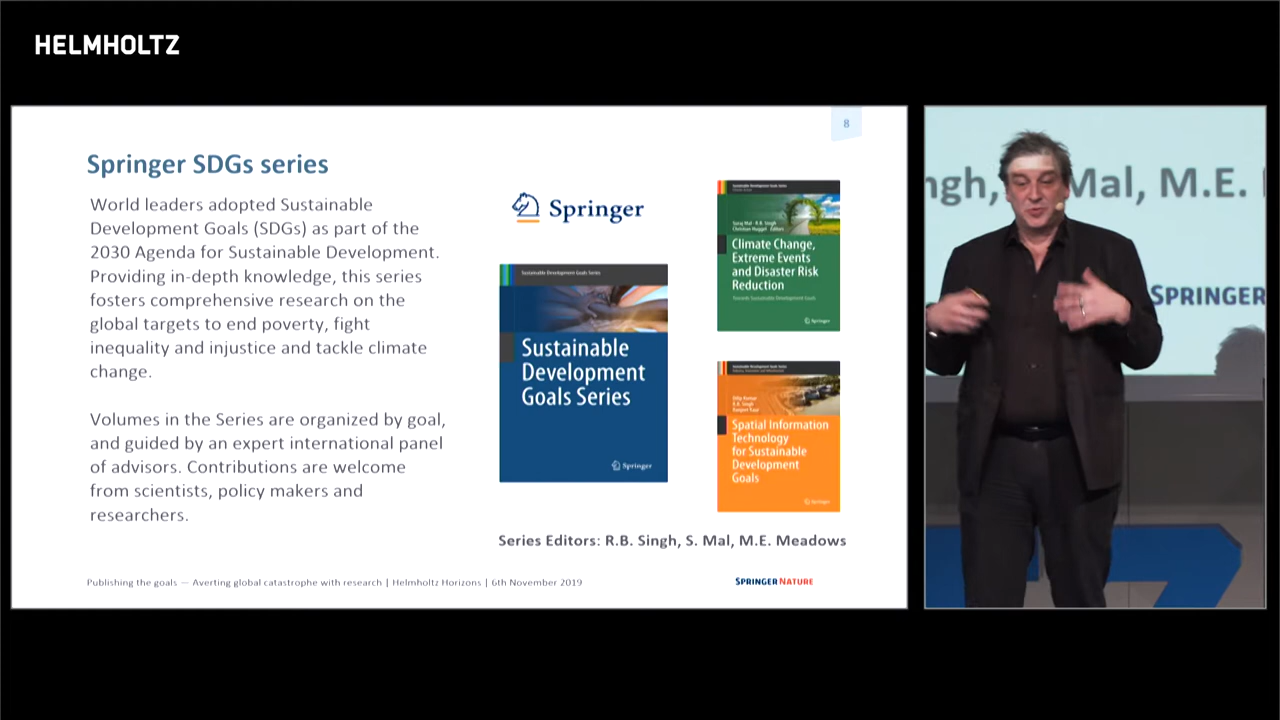 HELMHOLTZ
8
Springer SDGs series
World leaders adopted Sustainable
Development Goals (SDGs) as part of the
2030 Agenda for Sustainable Development.
Providing in-depth knowledge, this series
fosters comprehensive research on the
global targets to end poverty, fight
inequality and injustice and tackle climate
change.
Volumes in the Series are organized by goal,
and guided by an expert international panel
of advisors. Contributions are welcome
from scientists, policy makers and
researchers.
Springer
Sustainable Development Goals Series
Sustainable
Development
Goals Series
Springer
Sustainable Development Goals Series
Suraj Mal · R.B. Singh
Christian Huggel Editors
Climate Change,
Extreme Events
and Disaster Risk
Reduction
Towards Sustainable Development Goals
Springer
Sustainable Development Goals Series
Dilip Kumar
R.B. Singh
Ranjeet Kaur
Spatial Information
Technology
for Sustainable
Development
Goals
Springer
Series Editors: R.B. Singh, S. Mal, M.E. Meadows
Publishing the goals — Averting global catastrophe with research | Helmholtz Horizons | 6th November 2019
SPRINGER NATURE
ngh, Mal, M.E.
SPRINGER